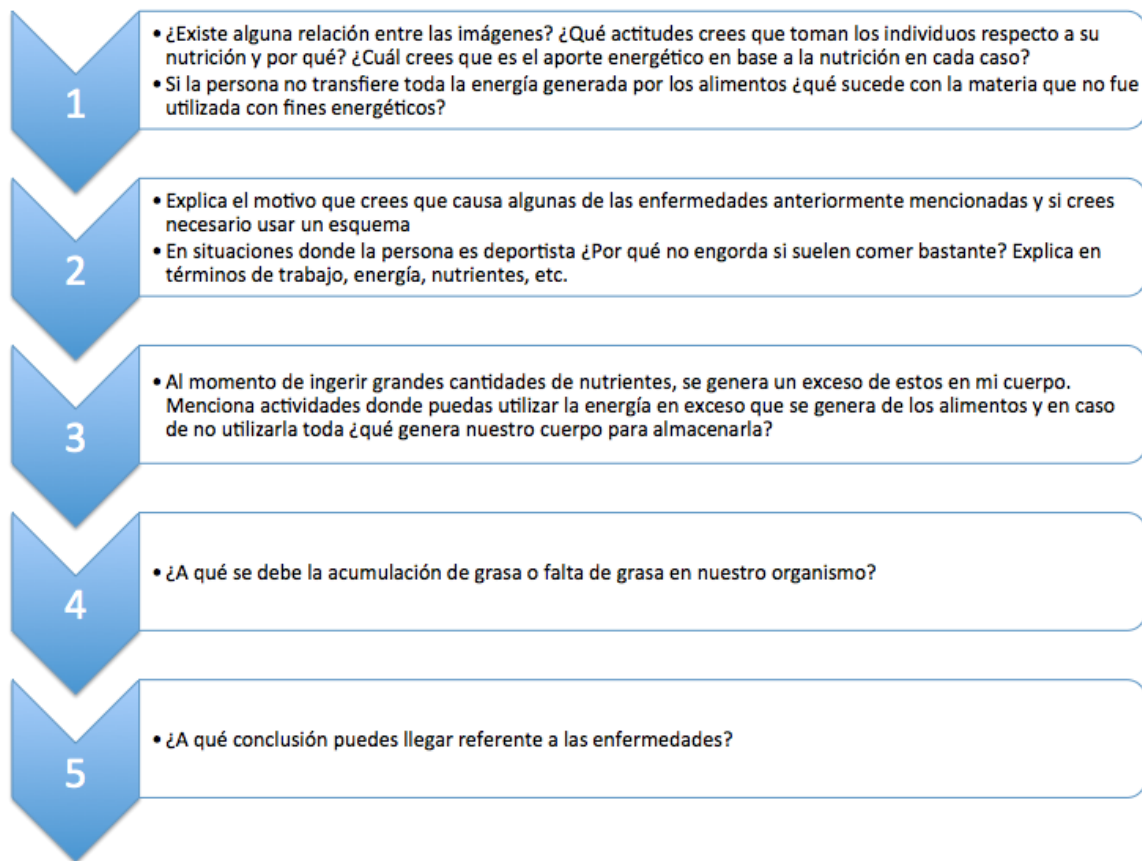 1
• ¿Existe alguna relación entre las imágenes? ¿Qué actitudes crees que toman los individuos respecto a su
nutrición y por qué? ¿Cuál crees que es el aporte energético en base a la nutrición en cada caso?
• Si la persona no transfiere toda la energía generada por los alimentos ¿qué sucede con la materia que no fue
utilizada con fines energéticos?
2
• Explica el motivo que crees que causa algunas de las enfermedades anteriormente mencionadas y si crees
necesario usar un esquema
• En situaciones donde la persona es deportista ¿Por qué no engorda si suelen comer bastante? Explica en
términos de trabajo, energía, nutrientes, etc.
3
• Al momento de ingerir grandes cantidades de nutrientes, se genera un exceso de estos en mi cuerpo.
Menciona actividades donde puedas utilizar la energía en exceso que se genera de los alimentos y en caso
de no utilizarla toda ¿qué genera nuestro cuerpo para almacenarla?
4
• ¿A qué se debe la acumulación de grasa o falta de grasa en nuestro organismo?
5
• ¿A qué conclusión puedes llegar referente a las enfermedades?